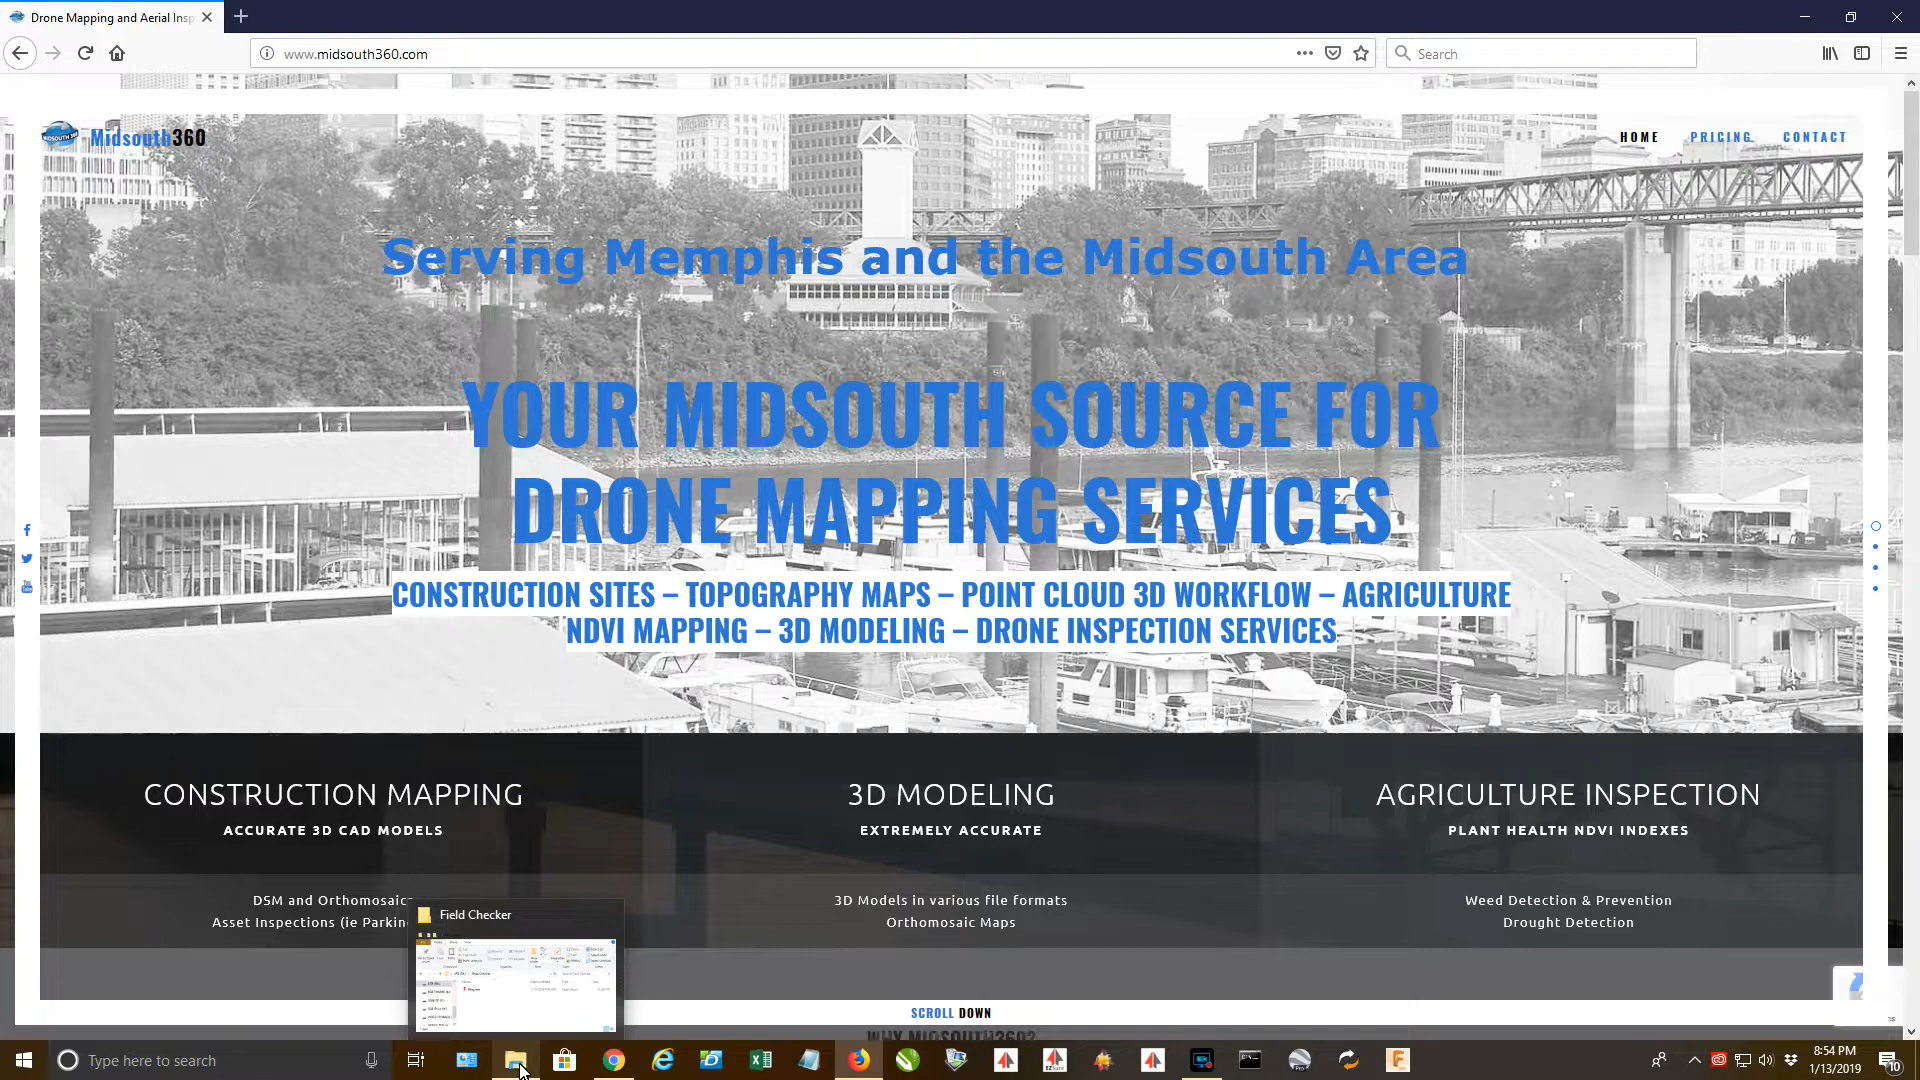 Drone Mapping and Aerial Insp
www.midsouth360.com
Search
Midsouth360
HOME
PRICING
CONTACT
Serving Memphis and the Midsouth Area
YOUR MIDSOUTH SOURCE FOR
DRONE MAPPING SERVICES
CONSTRUCTION SITES – TOPOGRAPHY MAPS – POINT CLOUD 3D WORKFLOW – AGRICULTURE
NDVI MAPPING – 3D MODELING – DRONE INSPECTION SERVICES
CONSTRUCTION MAPPING
ACCURATE 3D CAD MODELS
DSM and Orthomosaics
Asset Inspections (ie Parkin
3D MODELING
EXTREMELY ACCURATE
3D Models in various file formats
Orthomosaic Maps
AGRICULTURE INSPECTION
PLANT HEALTH NDVI INDEXES
Weed Detection & Prevention
Drought Detection
Field Checker
SCROLL DOWN
WHY MIDSOUTH360?
Type here to search
8:54 PM
1/13/2019
10